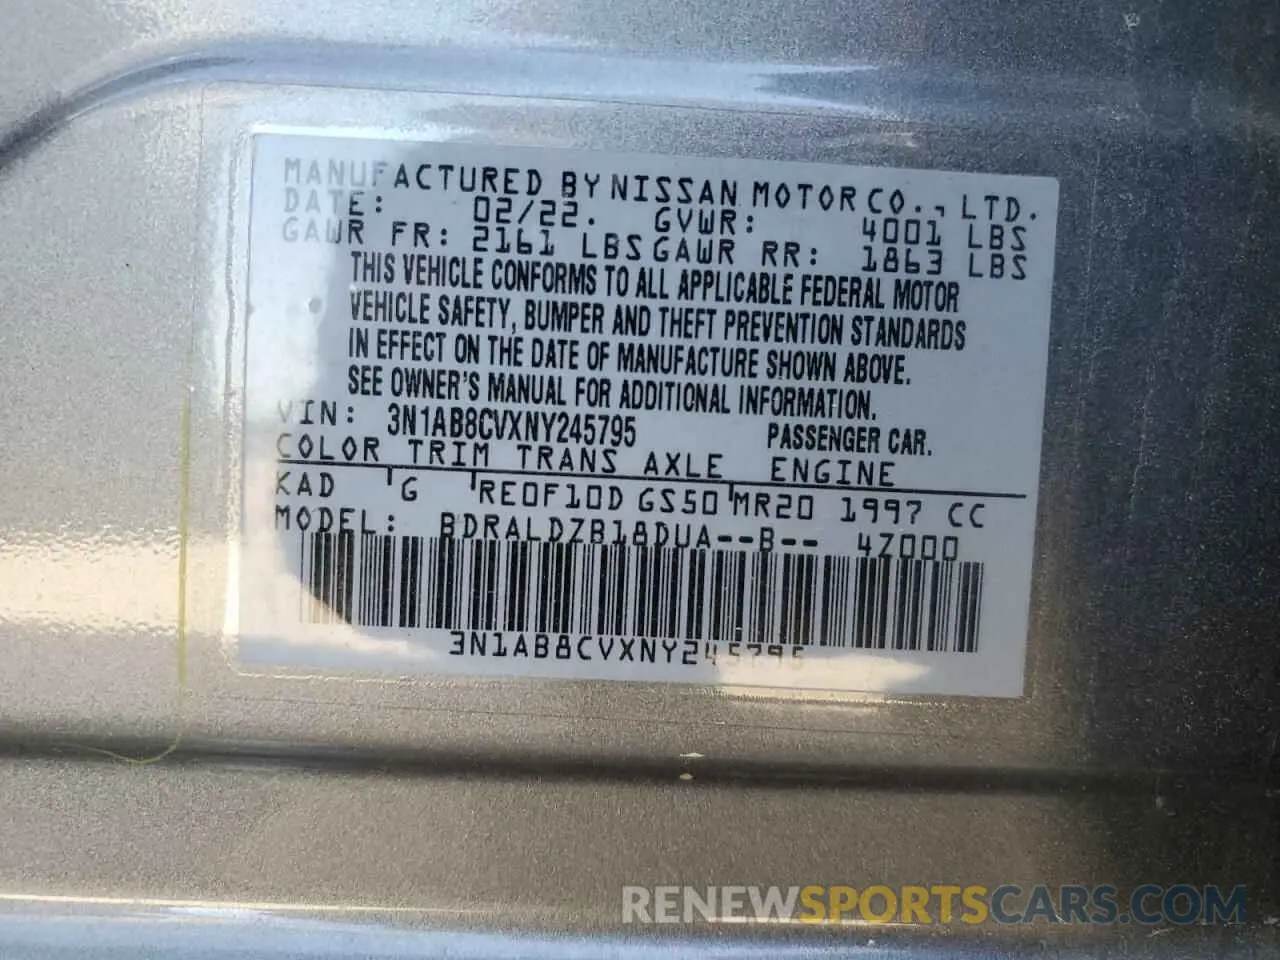 MANUFACTURED BY NISSAN MOTOR CO., LTD.
DATE: 02/22. GVWR: 4001 LBS
GAWR FR: 2161 LBS GAWR RR: 1863 LBS
THIS VEHICLE CONFORMS TO ALL APPLICABLE FEDERAL MOTOR
VEHICLE SAFETY, BUMPER AND THEFT PREVENTION STANDARDS
IN EFFECT ON THE DATE OF MANUFACTURE SHOWN ABOVE.
SEE OWNER'S MANUAL FOR ADDITIONAL INFORMATION.
VIN: 3N1AB8CVXNY245795 PASSENGER CAR.
COLOR TRIM TRANS AXLE ENGINE
KAD G RE0F10D GS50 MR20 1997 CC
MODEL: BDRALDZB18DUA--B-- 4Z000
3N1AB8CVXNY245795
RENEWSPORTSCARS.COM